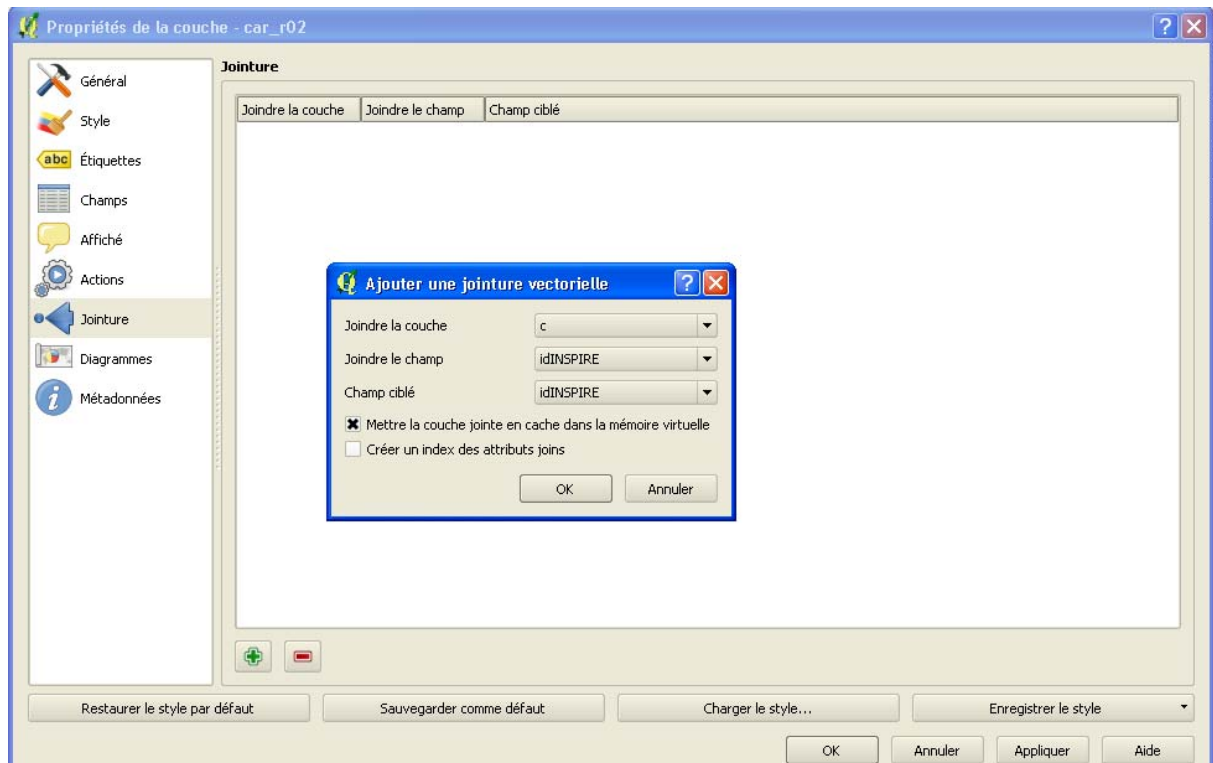 Propriétés de la couche - car_r02
Général
Style
abc
Étiquettes
Champs
Affiché
Actions
Jointure
Diagrammes
i
Métadonnées
Jointure
Joindre la couche Joindre le champ Champ ciblé
Ajouter une jointure vectorielle
Joindre la couche c
Joindre le champ idINSPIRE
Champ ciblé idINSPIRE
Mettre la couche jointe en cache dans la mémoire virtuelle
Créer un index des attributs joins
OK Annuler
Restaurer le style par défaut Sauvegarder comme défaut Charger le style... Enregistrer le style
OK Annuler Appliquer Aide